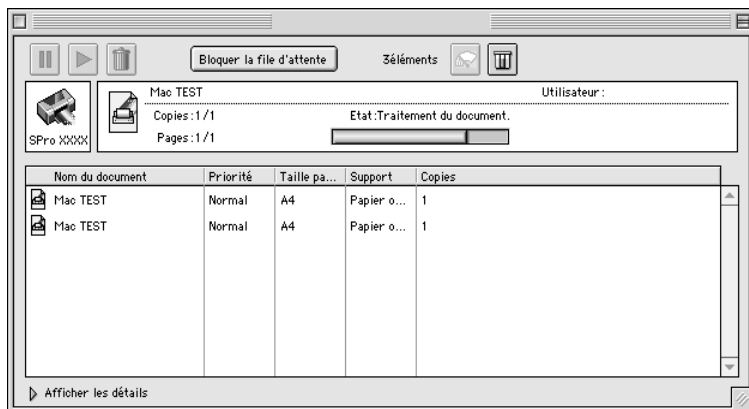 Bloquer la file d'attente 3éléments
Mac TEST Utilisateur:
Copies:1/1 Etat:Traitement du document.
SPro XXXX Pages:1/1
Nom du document Priorité Taille pa... Support Copies
Mac TEST Normal A4 Papier o... 1
Mac TEST Normal A4 Papier o... 1
Afficher les détails